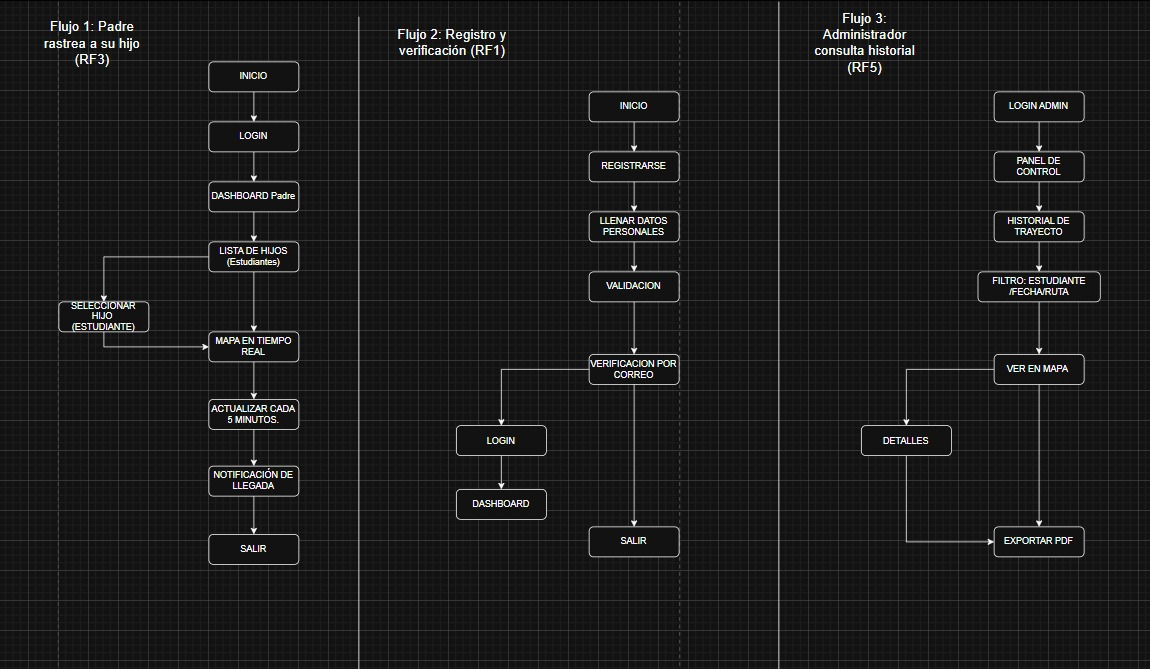 Flujo 1: Padre
rastrea a su hijo
(RF3)
INICIO
LOGIN
DASHBOARD Padre
LISTA DE HIJOS
(Estudiantes)
SELECCIONAR
HIJO
(ESTUDIANTE)
MAPA EN TIEMPO
REAL
ACTUALIZAR CADA
5 MINUTOS.
NOTIFICACIÓN DE
LLEGADA
SALIR
Flujo 2: Registro y
verificación (RF1)
INICIO
REGISTRARSE
LLENAR DATOS
PERSONALES
VALIDACION
VERIFICACION POR
CORREO
LOGIN
DASHBOARD
SALIR
Flujo 3:
Administrador
consulta historial
(RF5)
LOGIN ADMIN
PANEL DE
CONTROL
HISTORIAL DE
TRAYECTO
FILTRO: ESTUDIANTE
/FECHA/RUTA
VER EN MAPA
DETALLES
EXPORTAR PDF